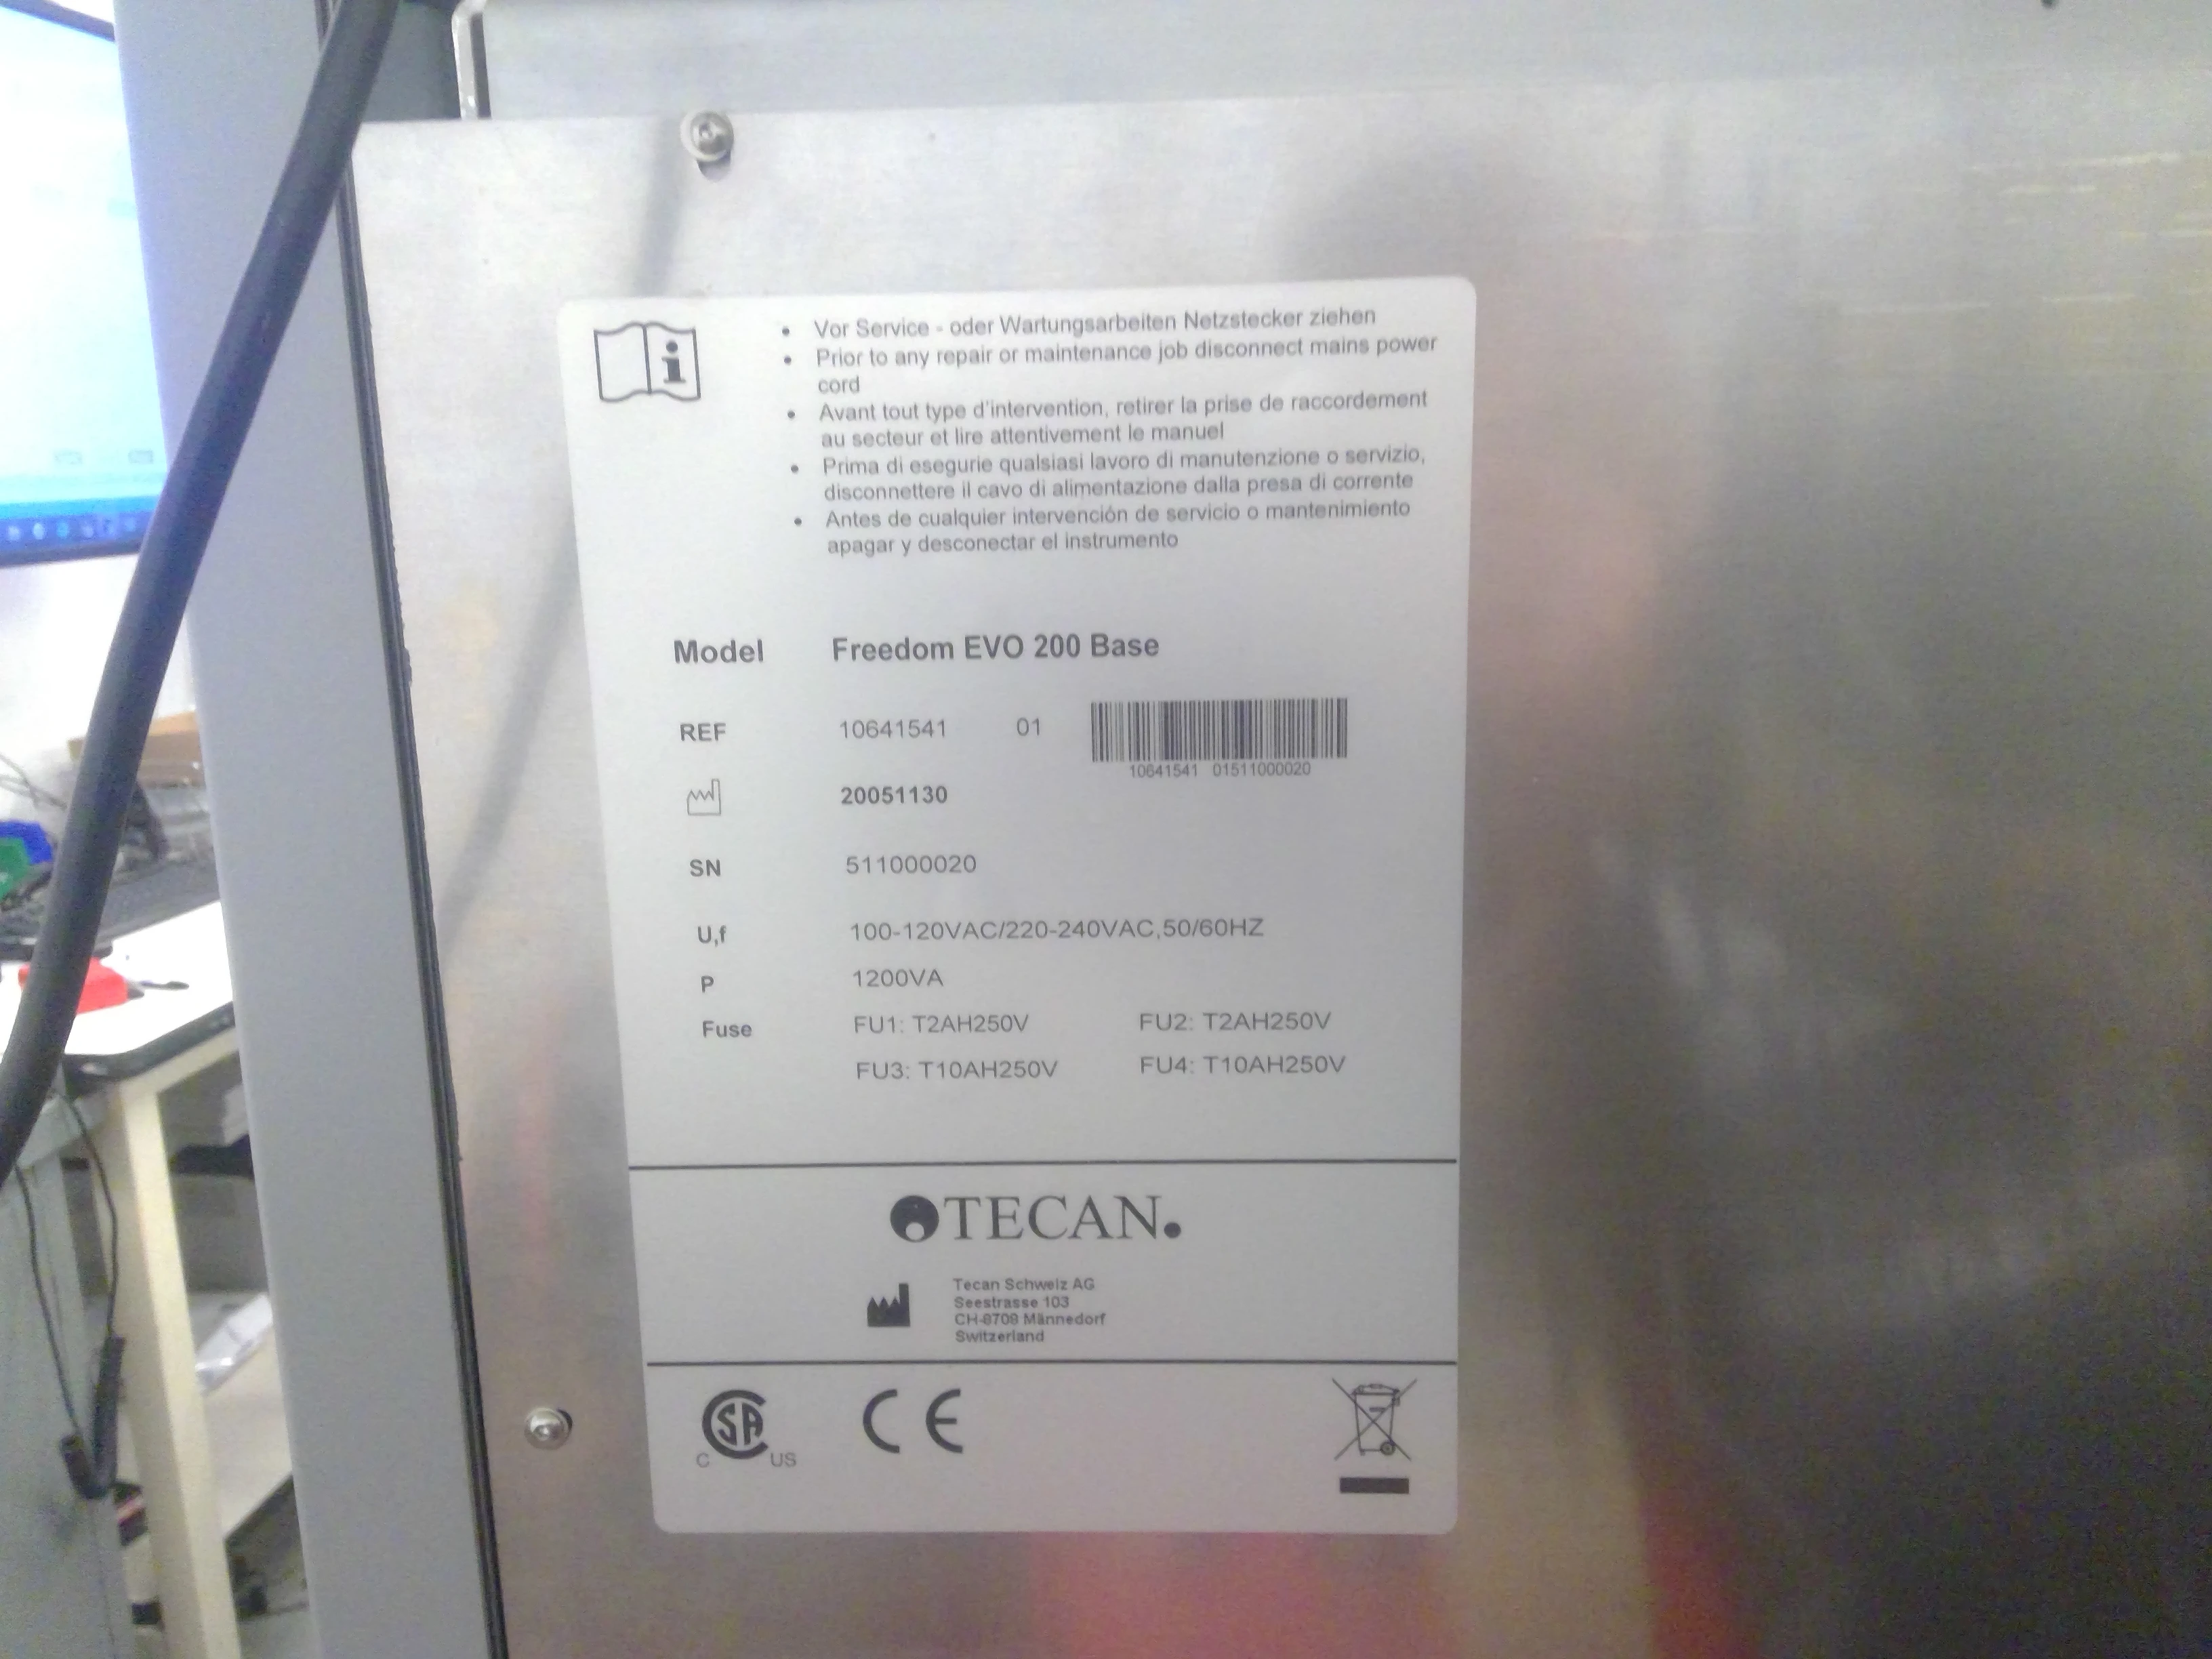 • Vor Service - oder Wartungsarbeiten Netzstecker ziehen
• Prior to any repair or maintenance job disconnect mains power
cord
• Avant tout type d'intervention, retirer la prise de raccordement
au secteur et lire attentivement le manuel
• Prima di esegurie qualsiasi lavoro di manutenzione o servizio,
disconnettere il cavo di alimentazione dalla presa di corrente
• Antes de cualquier intervención de servicio o mantenimiento
apagar y desconectar el instrumento
Model Freedom EVO 200 Base
REF 10641541 01
10641541 01511000020
20051130
SN 511000020
U,f 100-120VAC/220-240VAC,50/60HZ
P 1200VA
Fuse FU1: T2AH250V FU2: T2AH250V
FU3: T10AH250V FU4: T10AH250V
TECAN.
Tecan Schweiz AG
Seestrasse 103
CH-8708 Männedorf
Switzerland
C SA US CE